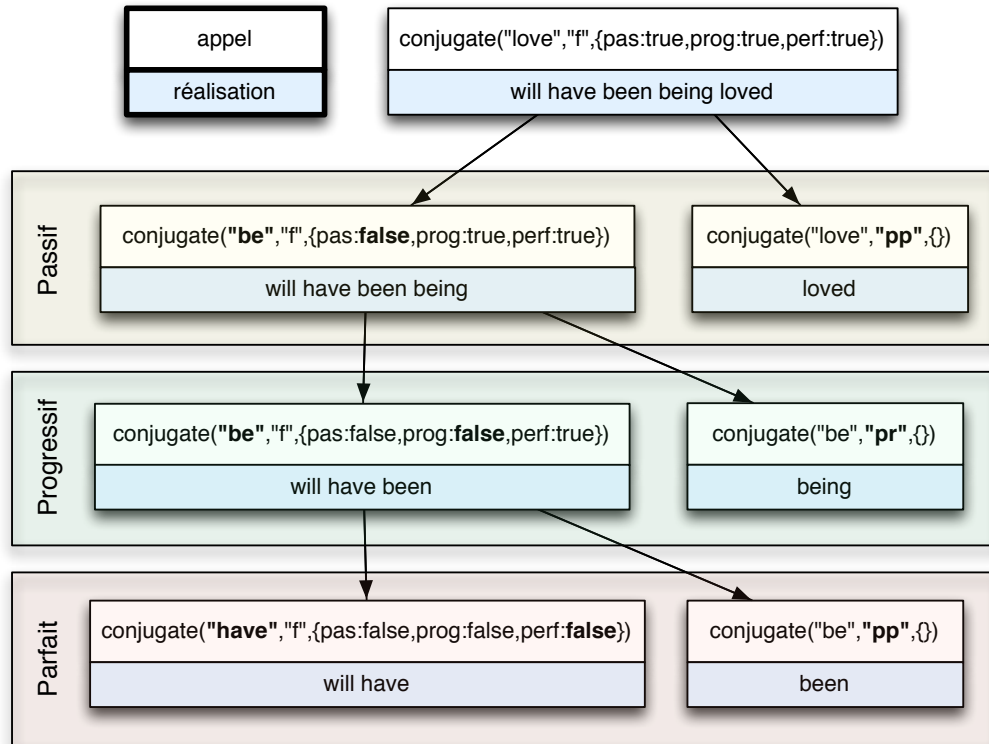 appel
réalisation
conjugate("love","f",{pas:true,prog:true,perf:true})
will have been being loved
Passif
conjugate("be","f",{pas:false,prog:true,perf:true})
will have been being
conjugate("love","pp",{})
loved
Progressif
conjugate("be","f",{pas:false,prog:false,perf:true})
will have been
conjugate("be","pr",{})
being
Parfait
conjugate("have","f",{pas:false,prog:false,perf:false})
will have
conjugate("be","pp",{})
been